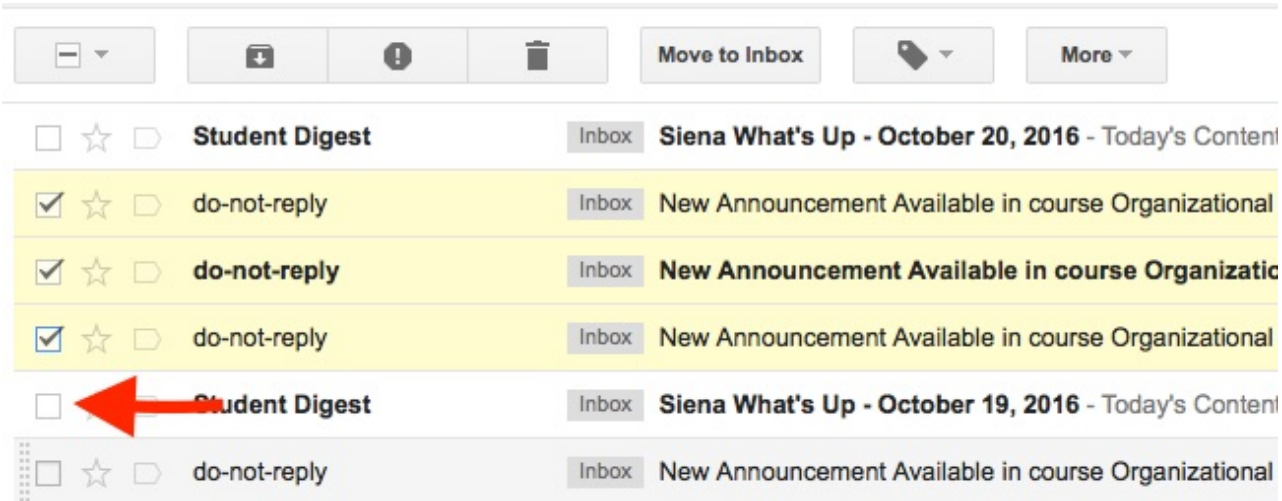 Move to Inbox More
Student Digest Inbox Siena What's Up - October 20, 2016 - Today's Content
do-not-reply Inbox New Announcement Available in course Organizational
do-not-reply Inbox New Announcement Available in course Organizatio
do-not-reply Inbox New Announcement Available in course Organizational
Student Digest Inbox Siena What's Up - October 19, 2016 - Today's Content
do-not-reply Inbox New Announcement Available in course Organizational